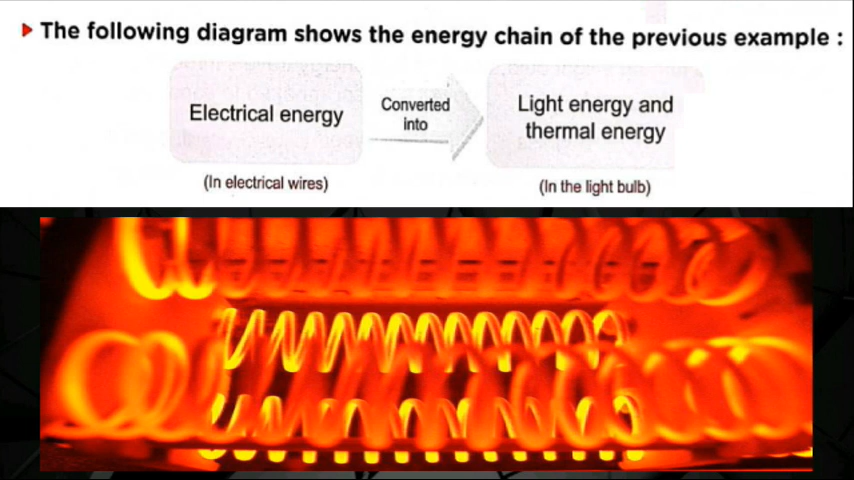 The following diagram shows the energy chain of the previous example :
Electrical energy
Converted
into
Light energy and
thermal energy
(In electrical wires)
(In the light bulb)